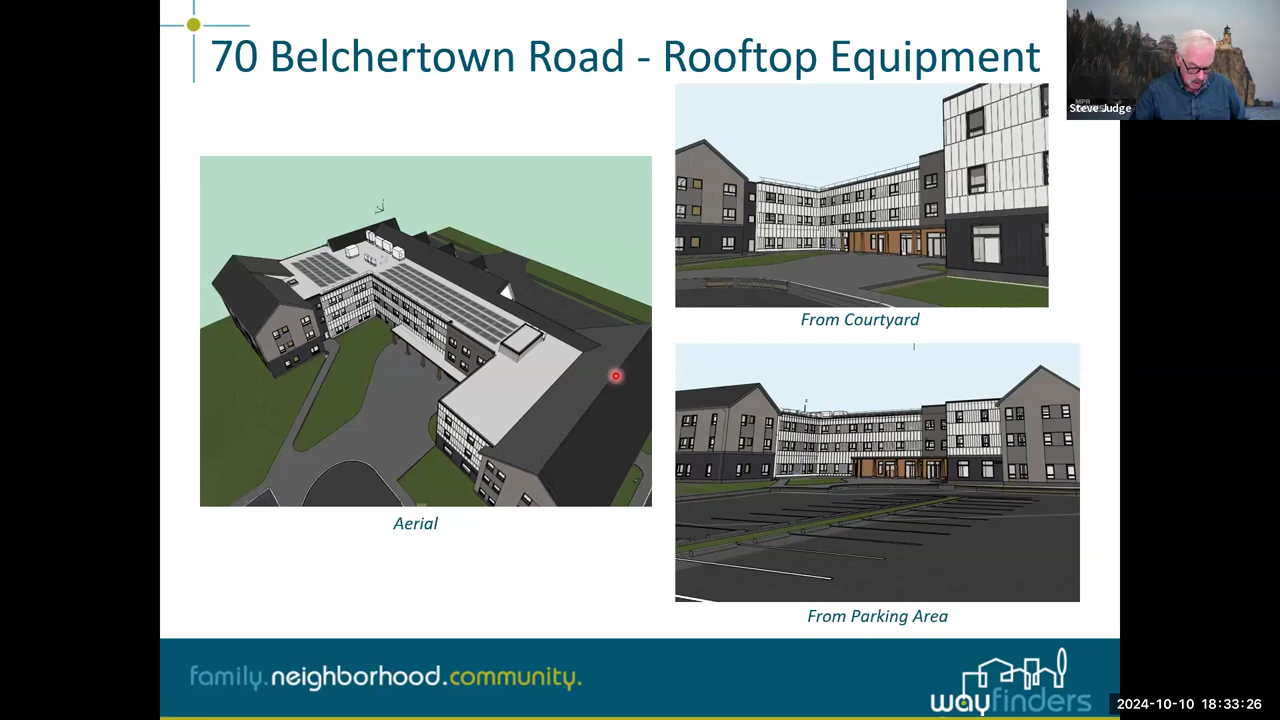 70 Belchertown Road - Rooftop Equipment
Steve Judge
From Courtyard
Aerial
From Parking Area
family.neighborhood.community.
wayfinders
2024-10-10 18:33:26